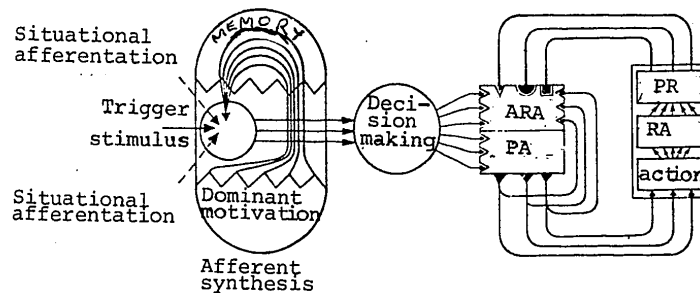 Situational
afferentation
MEMORY
Trigger
stimulus
Situational
afferentation
Dominant
motivation
Afferent
synthesis
Deci-
sion
making
ARA
PA
PR
RA
action